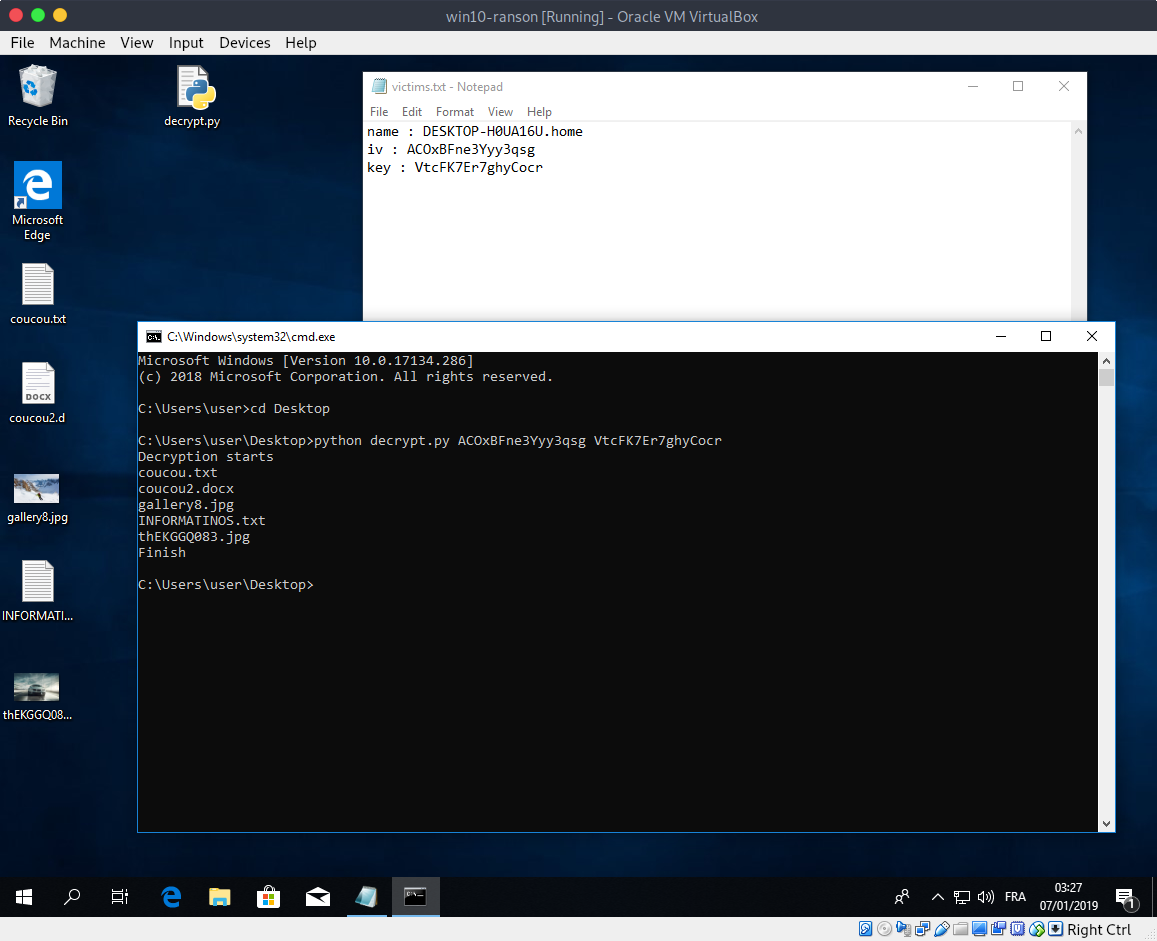 win10-ranson [Running] - Oracle VM VirtualBox
File Machine View Input Devices Help
Recycle Bin
decrypt.py
Microsoft
Edge
coucou.txt
DOCX
coucou2.d
gallery8.jpg
INFORMATI...
thEKGGQ08...
victims.txt - Notepad
File Edit Format View Help
name : DESKTOP-H0UA16U.home
iv : ACOxBFne3Yyy3qsg
key : VtcFK7Er7ghyCocr
C:\Windows\system32\cmd.exe
Microsoft Windows [Version 10.0.17134.286]
(c) 2018 Microsoft Corporation. All rights reserved.
C:\Users\user>cd Desktop
C:\Users\user\Desktop>python decrypt.py ACOxBFne3Yyy3qsg VtcFK7Er7ghyCocr
Decryption starts
coucou.txt
coucou2.docx
gallery8.jpg
INFORMATINOS.txt
thEKGGQ083.jpg
Finish
C:\Users\user\Desktop>
FRA
03:27
07/01/2019
1
Right Ctrl